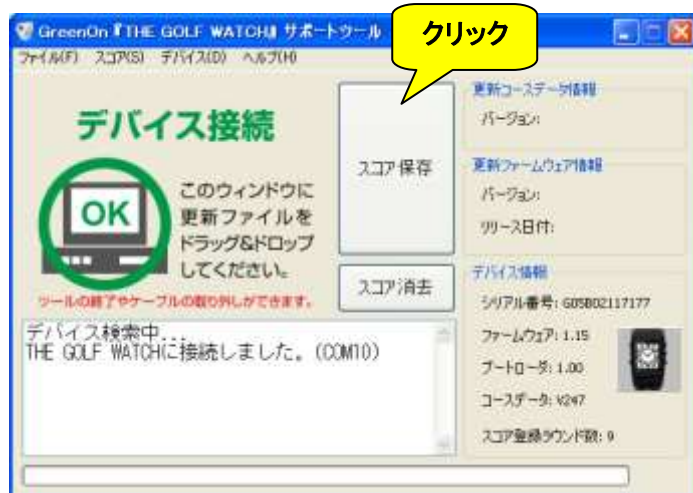 GreenOn『THE GOLF WATCH』 サポートツール
クリック
ファイル(F) スコア(S) デバイス(D) ヘルプ(H)
デバイス接続
OK
このウィンドウに
更新ファイルを
ドラッグ&ドロップ
してください。
ツールの終了やケーブルの取り外しができます。
スコア保存
スコア消去
更新コースデータ情報
バージョン:
更新ファームウェア情報
バージョン:
リリース日付:
デバイス情報
シリアル番号: G05B02117177
ファームウェア: 1.15
ブートローダ: 1.00
コースデータ: V247
スコア登録ラウンド数: 9
デバイス検索中...
THE GOLF WATCHに接続しました。(COM10)